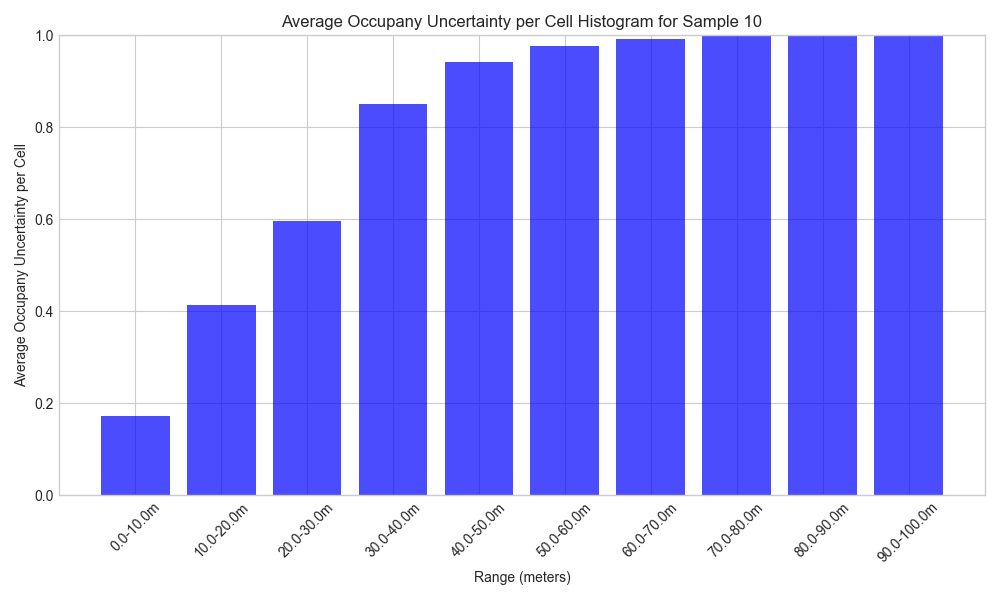 Average Occupany Uncertainty per Cell Histogram for Sample 10
Average Occupany Uncertainty per Cell
1.0
0.8
0.6
0.4
0.2
0.0
0.0-10.0m
10.0-20.0m
20.0-30.0m
30.0-40.0m
40.0-50.0m
50.0-60.0m
60.0-70.0m
70.0-80.0m
80.0-90.0m
90.0-100.0m
Range (meters)